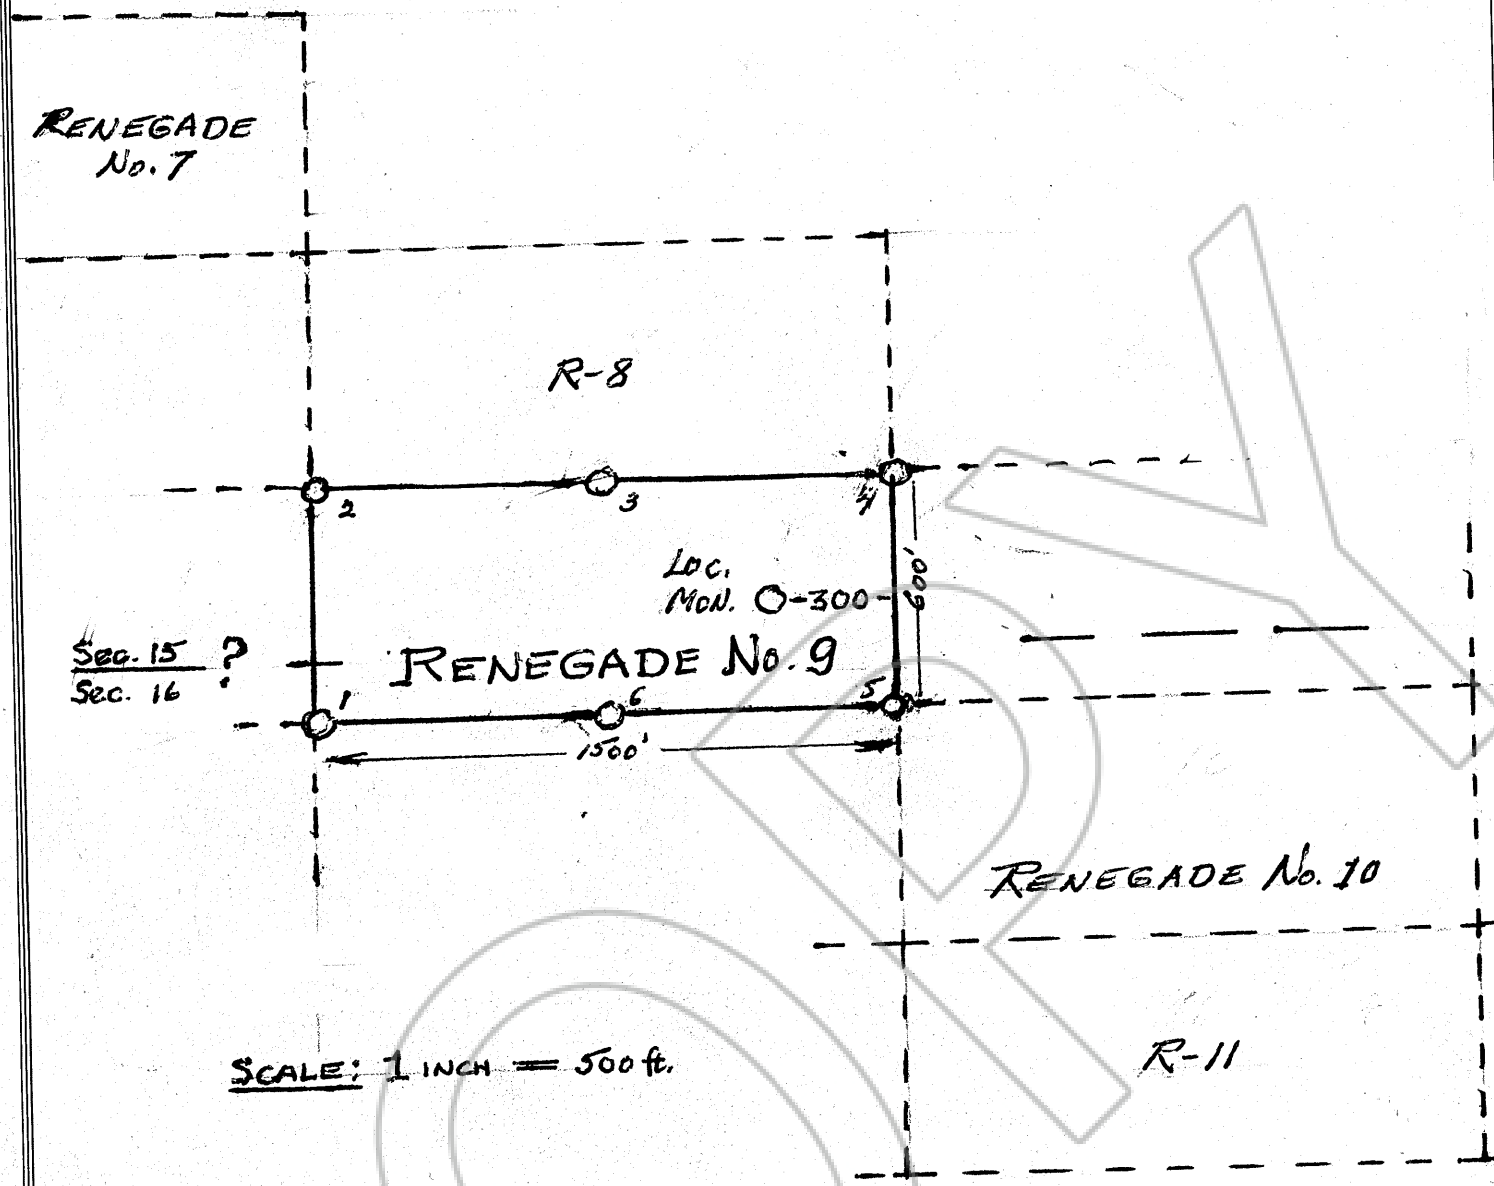 RENEGADE
No. 7
R-8
2
3
4
Loc.
MON. O-300-
600'
Sec. 15 ?
Sec. 16
RENEGADE No. 9
1
6
5
1500'
RENEGADE No. 10
SCALE: 1 INCH = 500 ft.
R-11
OPY